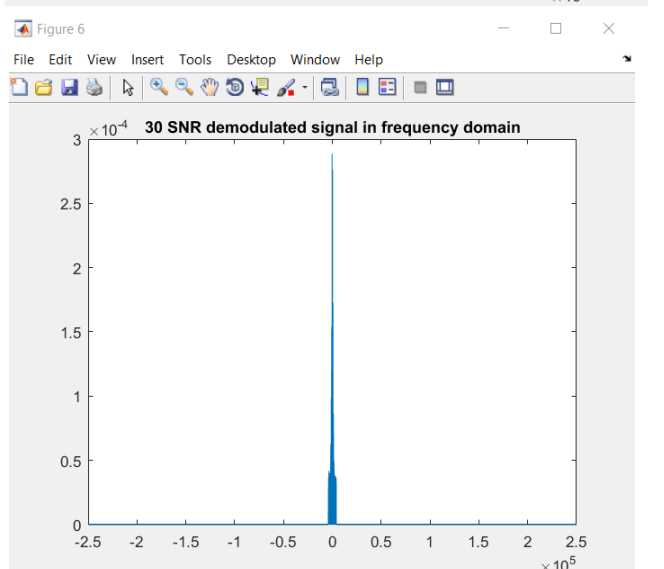 Figure 6
File Edit View Insert Tools Desktop Window Help
×10-4 30 SNR demodulated signal in frequency domain
3
2.5
2
1.5
1
0.5
0
-2.5 -2 -1.5 -1 -0.5 0 0.5 1 1.5 2 2.5
×105